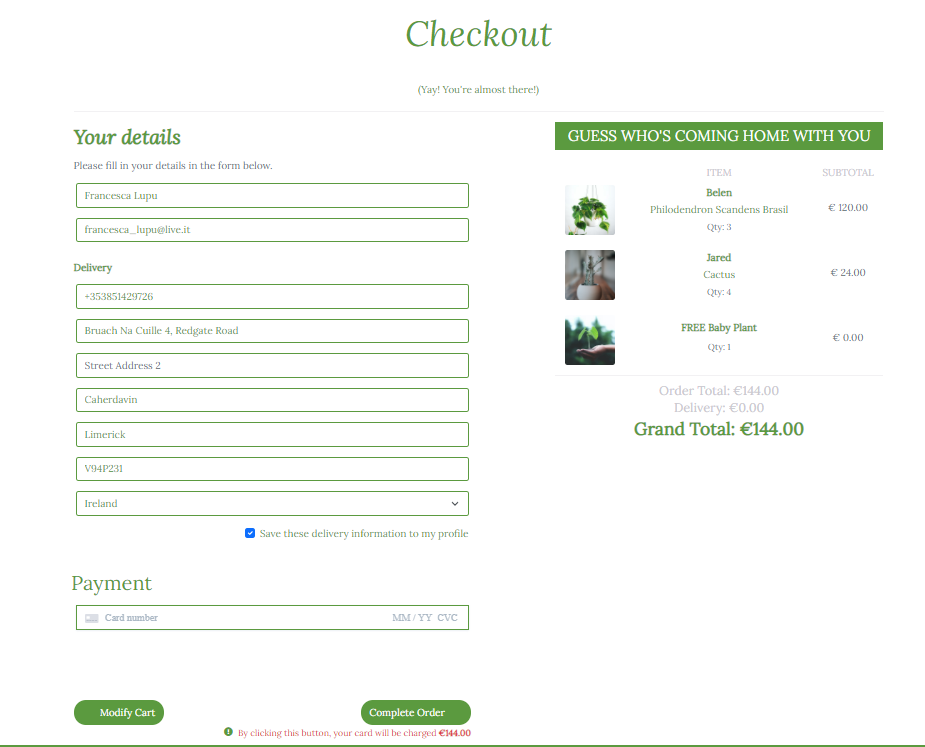 Checkout
(Yay! You're almost there!)
Your details
Please fill in your details in the form below.
Francesca Lupu
francesca_lupu@live.it
Delivery
+353851429726
Bruach Na Cuille 4, Redgate Road
Street Address 2
Caherdavin
Limerick
V94P231
Ireland
Save these delivery information to my profile
Payment
Card number MM / YY CVC
Modify Cart Complete Order
By clicking this button, your card will be charged €144.00
GUESS WHO'S COMING HOME WITH YOU
ITEM SUBTOTAL
Belen
Philodendron Scandens Brasil
Qty: 3
€ 120.00
Jared
Cactus
Qty: 4
€ 24.00
FREE Baby Plant
Qty: 1
€ 0.00
Order Total: €144.00
Delivery: €0.00
Grand Total: €144.00